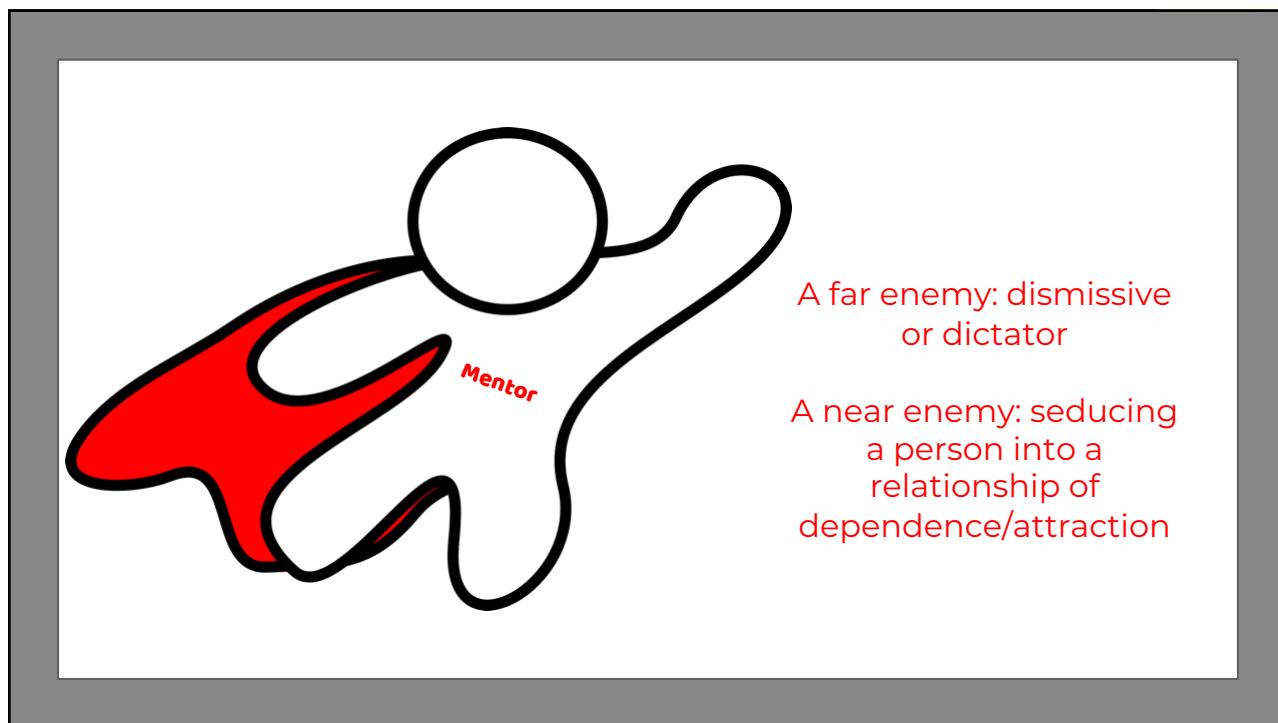 Mentor
A far enemy: dismissive
or dictator
A near enemy: seducing
a person into a
relationship of
dependence/attraction